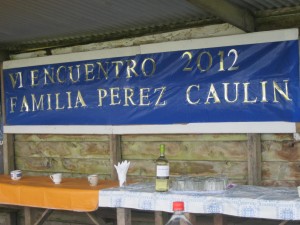 VI ENCUENTRO 2012
FAMILIA PEREZ CAULIN